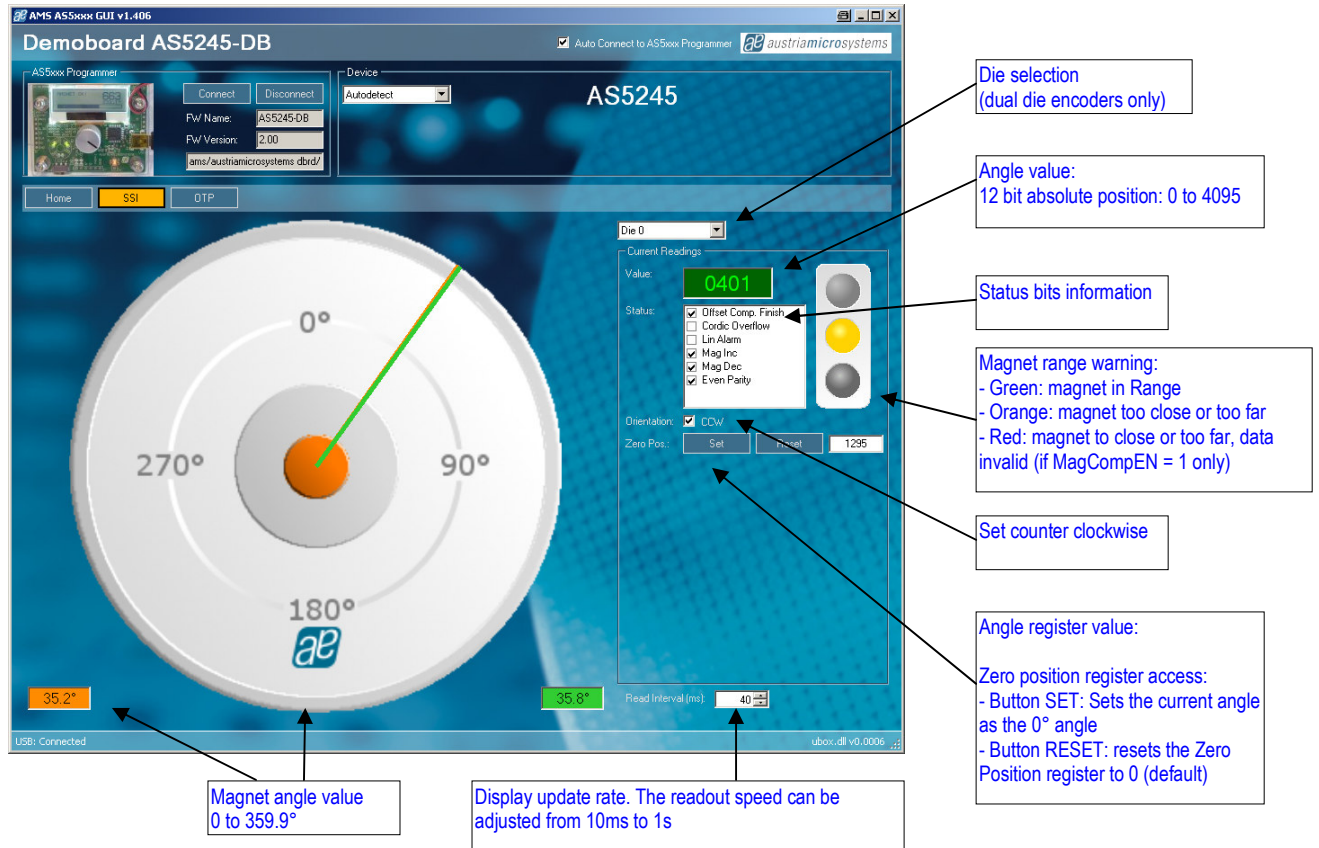 AMS AS5xxx GUI v1.406
Demoboard AS5245-DB
Auto Connect to AS5xxx Programmer
austriamicrosystems
AS5xxx Programmer
Connect
Disconnect
FW Name:
AS5245-DB
FW Version:
2.00
ams/austriamicrosystems dbrd/
Device
Autodetect
AS5245
Home
SSI
OTP
0°
90°
180°
270°
35.2°
35.8°
Die 0
Current Readings
Value:
0401
Status:
Offset Comp. Finish
Cordic Overflow
Lin Alarm
Mag Inc
Mag Dec
Even Parity
Orientation:
CCW
Zero Pos.:
Set
Reset
1295
Read Interval (ms):
40
USB: Connected
ubox.dll v0.0006
Die selection
(dual die encoders only)
Angle value:
12 bit absolute position: 0 to 4095
Status bits information
Magnet range warning:
- Green: magnet in Range
- Orange: magnet too close or too far
- Red: magnet to close or too far, data
invalid (if MagCompEN = 1 only)
Set counter clockwise
Angle register value:
Zero position register access:
- Button SET: Sets the current angle
as the 0° angle
- Button RESET: resets the Zero
Position register to 0 (default)
Magnet angle value
0 to 359.9°
Display update rate. The readout speed can be
adjusted from 10ms to 1s